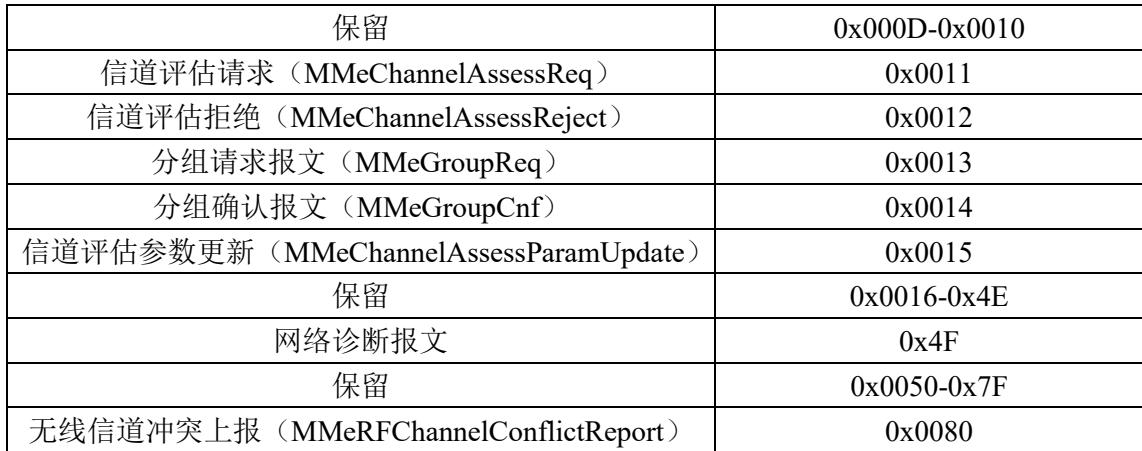 保留 0x000D-0x0010
信道评估请求（MMeChannelAssessReq） 0x0011
信道评估拒绝（MMeChannelAssessReject） 0x0012
分组请求报文（MMeGroupReq） 0x0013
分组确认报文（MMeGroupCnf） 0x0014
信道评估参数更新（MMeChannelAssessParamUpdate） 0x0015
保留 0x0016-0x4E
网络诊断报文 0x4F
保留 0x0050-0x7F
无线信道冲突上报（MMeRFChannelConflictReport） 0x0080